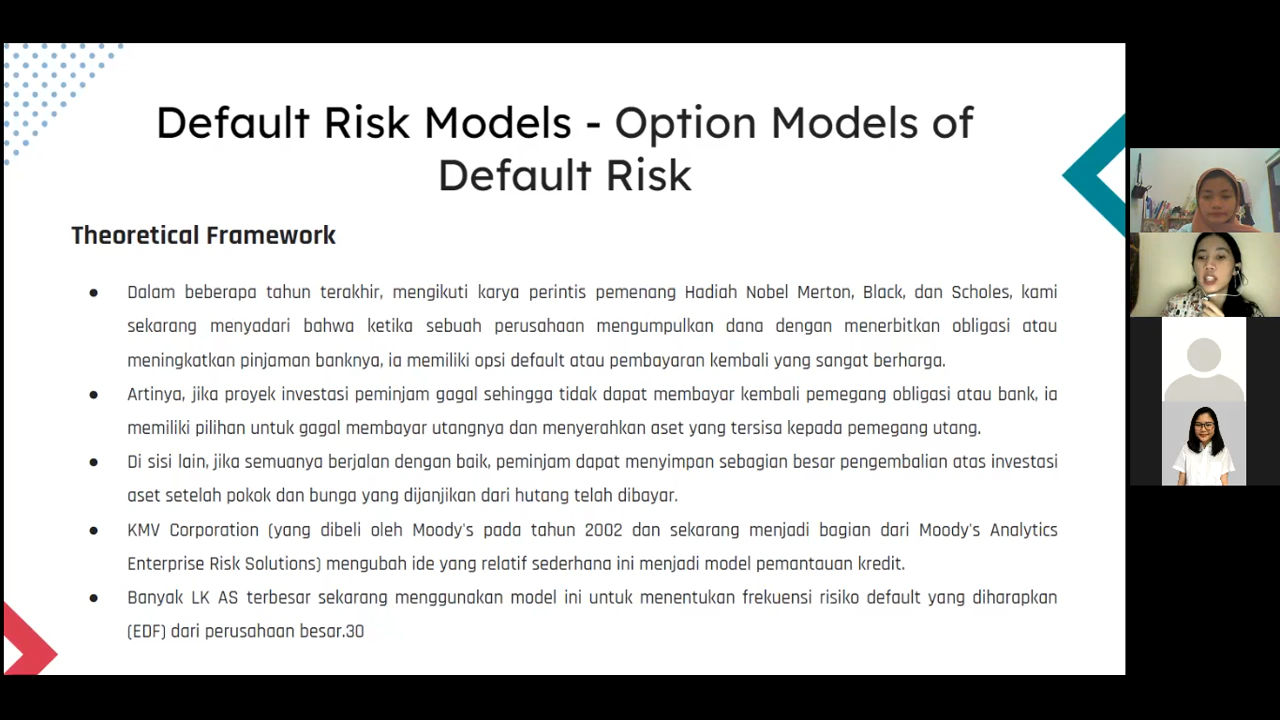 Default Risk Models - Option Models of
Default Risk
Theoretical Framework
● Dalam beberapa tahun terakhir, mengikuti karya perintis pemenang Hadiah Nobel Merton, Black, dan Scholes, kami
sekarang menyadari bahwa ketika sebuah perusahaan mengumpulkan dana dengan menerbitkan obligasi atau
meningkatkan pinjaman banknya, ia memiliki opsi default atau pembayaran kembali yang sangat berharga.
● Artinya, jika proyek investasi peminjam gagal sehingga tidak dapat membayar kembali pemegang obligasi atau bank, ia
memiliki pilihan untuk gagal membayar utangnya dan menyerahkan aset yang tersisa kepada pemegang utang.
● Di sisi lain, jika semuanya berjalan dengan baik, peminjam dapat menyimpan sebagian besar pengembalian atas investasi
aset setelah pokok dan bunga yang dijanjikan dari hutang telah dibayar.
● KMV Corporation (yang dibeli oleh Moody's pada tahun 2002 dan sekarang menjadi bagian dari Moody's Analytics
Enterprise Risk Solutions) mengubah ide yang relatif sederhana ini menjadi model pemantauan kredit.
● Banyak LK AS terbesar sekarang menggunakan model ini untuk menentukan frekuensi risiko default yang diharapkan
(EDF) dari perusahaan besar.30